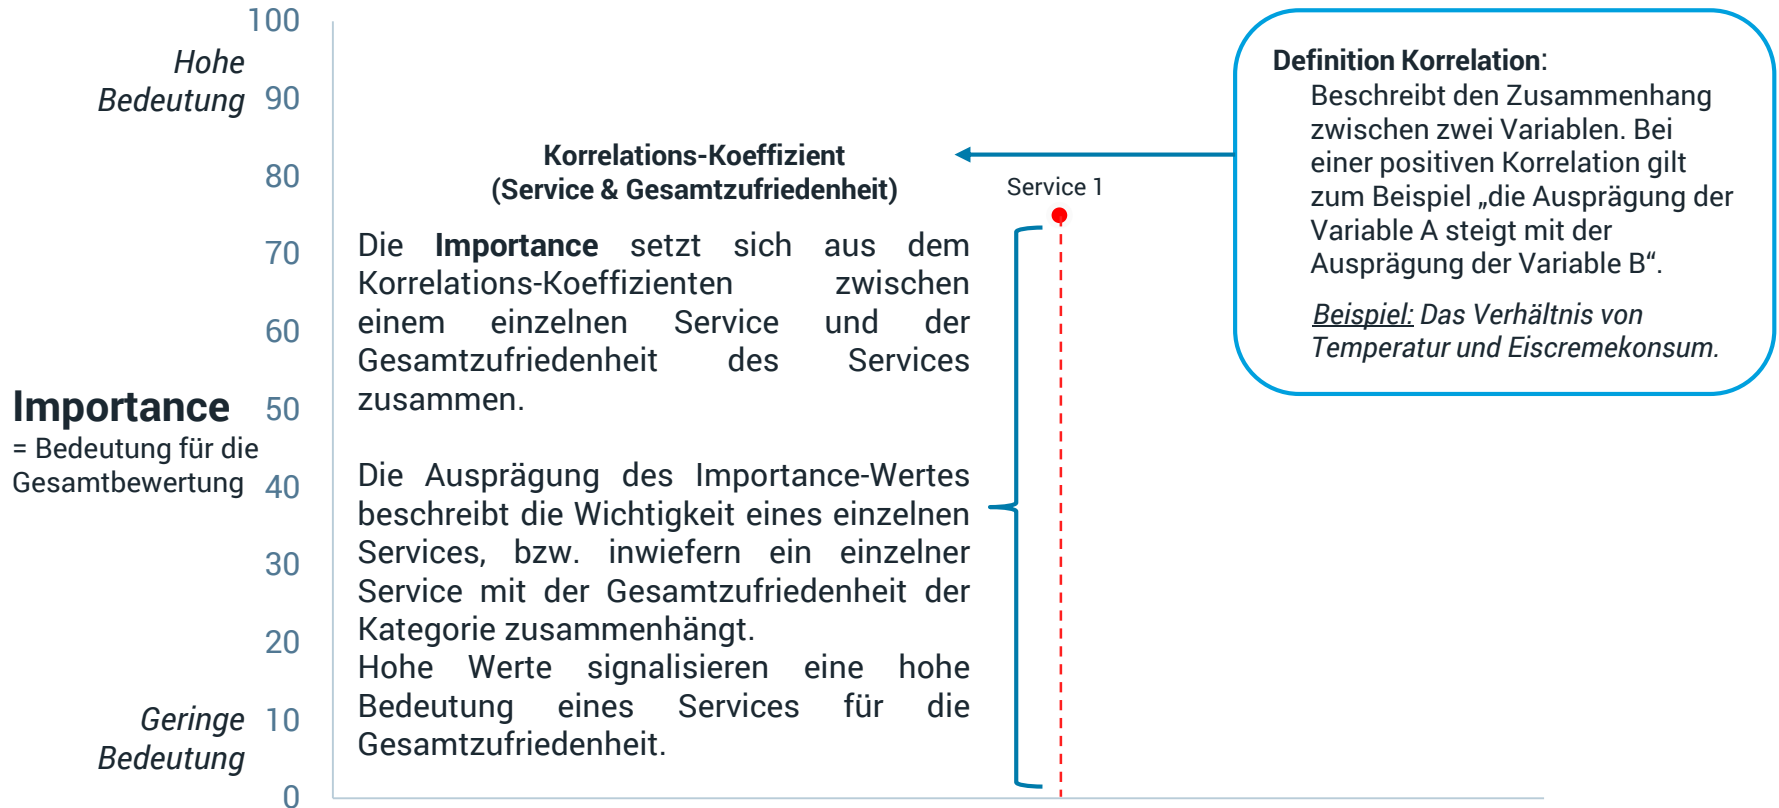 100
Hohe
Bedeutung
90
80
70
60
50
40
30
20
10
0
Importance
= Bedeutung für die
Gesamtbewertung
Geringe
Bedeutung
Korrelations-Koeffizient
(Service & Gesamtzufriedenheit)
Service 1
Die Importance setzt sich aus dem
Korrelations-Koeffizienten zwischen
einem einzelnen Service und der
Gesamtzufriedenheit des Services
zusammen.
Die Ausprägung des Importance-Wertes
beschreibt die Wichtigkeit eines einzelnen
Services, bzw. inwiefern ein einzelner
Service mit der Gesamtzufriedenheit der
Kategorie zusammenhängt.
Hohe Werte signalisieren eine hohe
Bedeutung eines Services für die
Gesamtzufriedenheit.
Definition Korrelation:
Beschreibt den Zusammenhang
zwischen zwei Variablen. Bei
einer positiven Korrelation gilt
zum Beispiel „die Ausprägung der
Variable A steigt mit der
Ausprägung der Variable B“.
Beispiel: Das Verhältnis von
Temperatur und Eiscremekonsum.